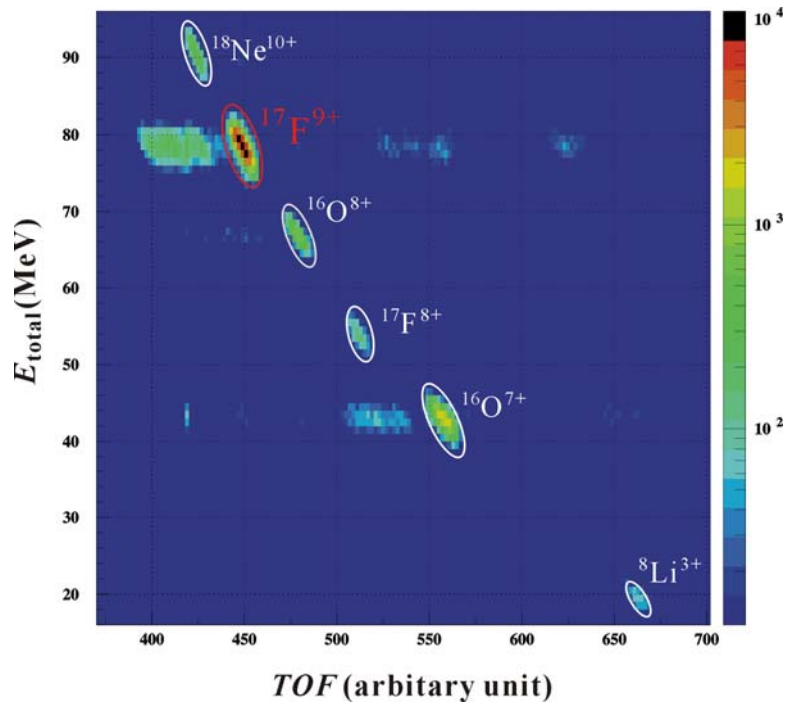 10⁴
¹⁸Ne¹⁰⁺
90
¹⁷F⁹⁺
80
70
¹⁶O⁸⁺
10³
60
¹⁷F⁸⁺
50
¹⁶O⁷⁺
10²
40
30
⁸Li³⁺
20
E_total(MeV)
400 450 500 550 600 650 700
TOF (arbitary unit)